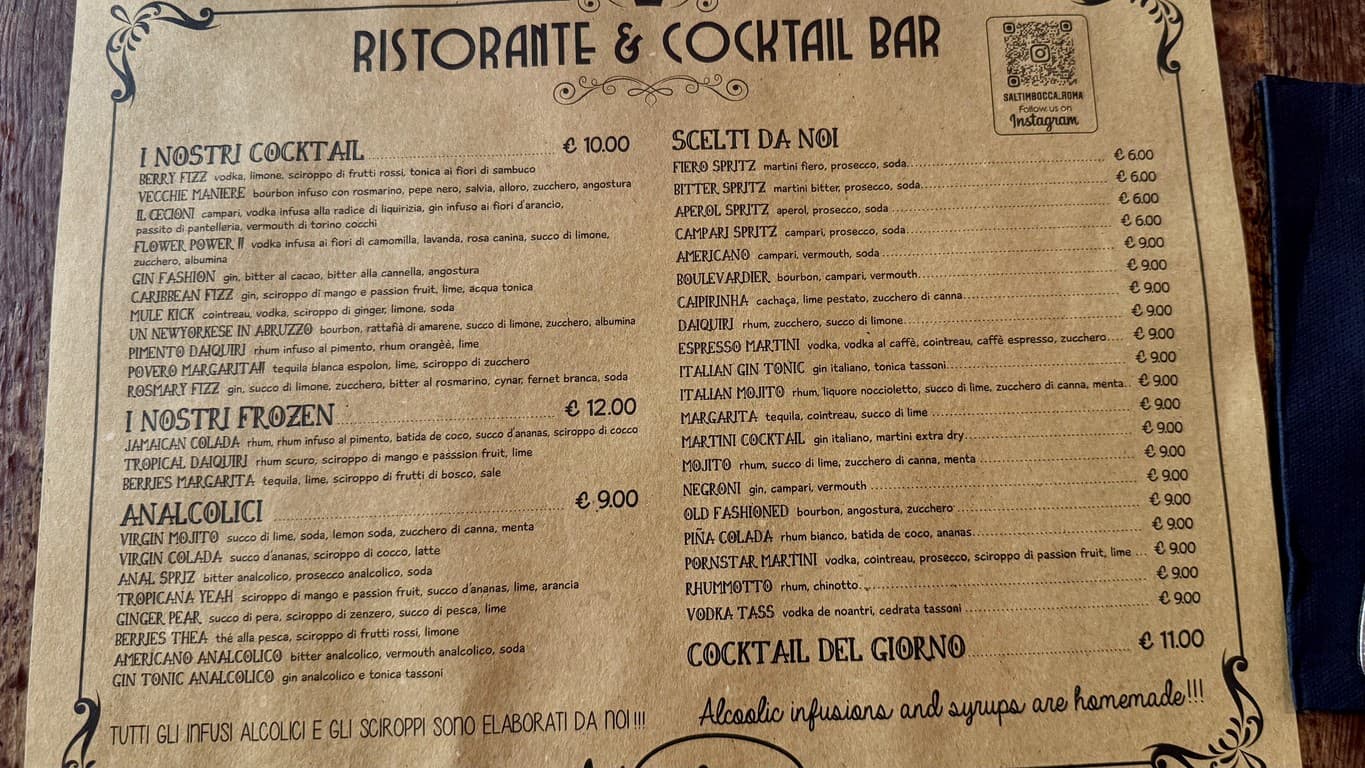 RISTORANTE & COCKTAIL BAR
SALTIMBOCCA_ROMA
Follow us on
Instagram
I NOSTRI COCKTAIL € 10.00
BERRY FIZZ vodka, limone, sciroppo di frutti rossi, tonica ai fiori di sambuco
VECCHIE MANIERE bourbon infuso con rosmarino, pepe nero, salvia, alloro, zucchero, angostura
IL CECIONI campari, vodka infusa alla radice di liquirizia, gin infuso ai fiori d'arancio,
passito di pantelleria, vermouth di torino cocchi
FLOWER POWER !! vodka infusa ai fiori di camomilla, lavanda, rosa canina, succo di limone,
zucchero, albumina
GIN FASHION gin, bitter al cacao, bitter alla cannella, angostura
CARIBBEAN FIZZ gin, sciroppo di mango e passion fruit, lime, acqua tonica
MULE KICK cointreau, vodka, sciroppo di ginger, limone, soda
UN NEWYORKESE IN ABRUZZO bourbon, rattafià di amarene, succo di limone, zucchero, albumina
PIMENTO DAIQUIRI rhum infuso al pimento, rhum orangèè, lime
POVERO MARGARITA!! tequila blanca espolon, lime, sciroppo di zucchero
ROSMARY FIZZ gin, succo di limone, zucchero, bitter al rosmarino, cynar, fernet branca, soda
I NOSTRI FROZEN € 12.00
JAMAICAN COLADA rhum, rhum infuso al pimento, batida de coco, succo d'ananas, sciroppo di cocco
TROPICAL DAIQUIRI rhum scuro, sciroppo di mango e passsion fruit, lime
BERRIES MARGARITA tequila, lime, sciroppo di frutti di bosco, sale
ANALCOLICI € 9.00
VIRGIN MOJITO succo di lime, soda, lemon soda, zucchero di canna, menta
VIRGIN COLADA succo d'ananas, sciroppo di cocco, latte
ANAL SPRIZ bitter analcolico, prosecco analcolico, soda
TROPICANA YEAH sciroppo di mango e passion fruit, succo d'ananas, lime, arancia
GINGER PEAR succo di pera, sciroppo di zenzero, succo di pesca, lime
BERRIES THEA thé alla pesca, sciroppo di frutti rossi, limone
AMERICANO ANALCOLICO bitter analcolico, vermouth analcolico, soda
GIN TONIC ANALCOLICO gin analcolico e tonica tassoni
TUTTI GLI INFUSI ALCOLICI E GLI SCIROPPI SONO ELABORATI DA NOI !!!
SCELTI DA NOI
FIERO SPRITZ martini fiero, prosecco, soda € 6.00
BITTER SPRITZ martini bitter, prosecco, soda € 6.00
APEROL SPRITZ aperol, prosecco, soda € 6.00
CAMPARI SPRITZ campari, prosecco, soda € 6.00
AMERICANO campari, vermouth, soda € 9.00
BOULEVARDIER bourbon, campari, vermouth € 9.00
CAIPIRINHA cachaça, lime pestato, zucchero di canna € 9.00
DAIQUIRI rhum, zucchero, succo di limone € 9.00
ESPRESSO MARTINI vodka, vodka al caffè, cointreau, caffè espresso, zucchero € 9.00
ITALIAN GIN TONIC gin italiano, tonica tassoni € 9.00
ITALIAN MOJITO rhum, liquore noccioletto, succo di lime, zucchero di canna, menta € 9.00
MARGARITA tequila, cointreau, succo di lime € 9.00
MARTINI COCKTAIL gin italiano, martini extra dry € 9.00
MOJITO rhum, succo di lime, zucchero di canna, menta € 9.00
NEGRONI gin, campari, vermouth € 9.00
OLD FASHIONED bourbon, angostura, zucchero € 9.00
PIÑA COLADA rhum bianco, batida de coco, ananas € 9.00
PORNSTAR MARTINI vodka, cointreau, prosecco, sciroppo di passion fruit, lime € 9.00
RHUMMOTTO rhum, chinotto € 9.00
VODKA TASS vodka de noantri, cedrata tassoni € 9.00
COCKTAIL DEL GIORNO € 11.00
Alcoolic infusions and syrups are homemade!!!